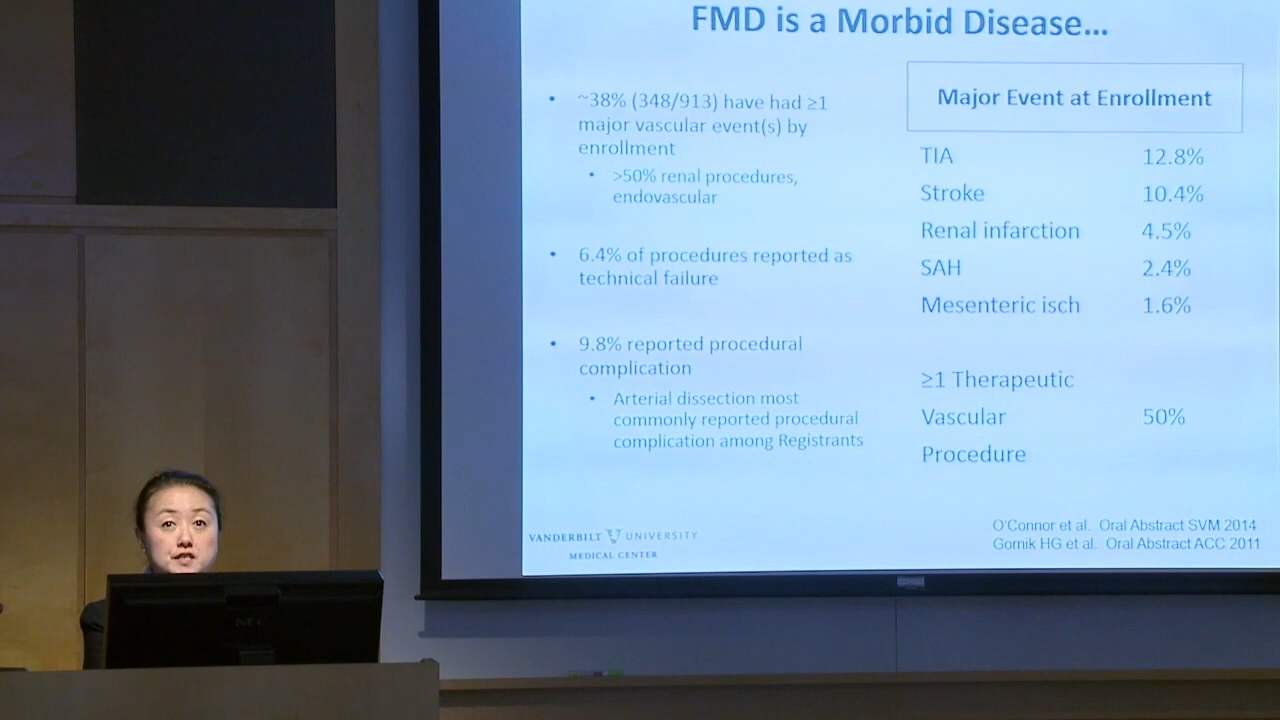 FMD is a Morbid Disease...
• ~38% (348/913) have had ≥1
major vascular event(s) by
enrollment
• >50% renal procedures,
endovascular
• 6.4% of procedures reported as
technical failure
• 9.8% reported procedural
complication
• Arterial dissection most
commonly reported procedural
complication among Registrants
Major Event at Enrollment
TIA 12.8%
Stroke 10.4%
Renal infarction 4.5%
SAH 2.4%
Mesenteric isch 1.6%
≥1 Therapeutic
Vascular 50%
Procedure
VANDERBILT UNIVERSITY
MEDICAL CENTER
O'Connor et al. Oral Abstract SVM 2014
Gornik HG et al. Oral Abstract ACC 2011
NEC